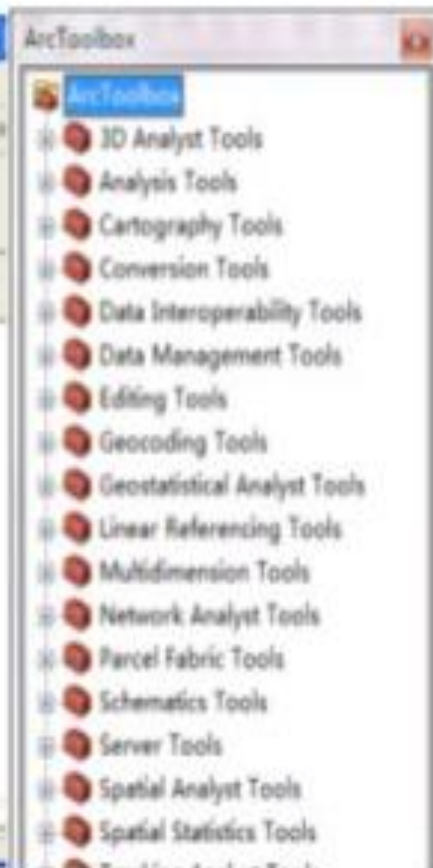 ArcToolbox
ArcToolbox
3D Analyst Tools
Analysis Tools
Cartography Tools
Conversion Tools
Data Interoperability Tools
Data Management Tools
Editing Tools
Geocoding Tools
Geostatistical Analyst Tools
Linear Referencing Tools
Multidimension Tools
Network Analyst Tools
Parcel Fabric Tools
Schematics Tools
Server Tools
Spatial Analyst Tools
Spatial Statistics Tools